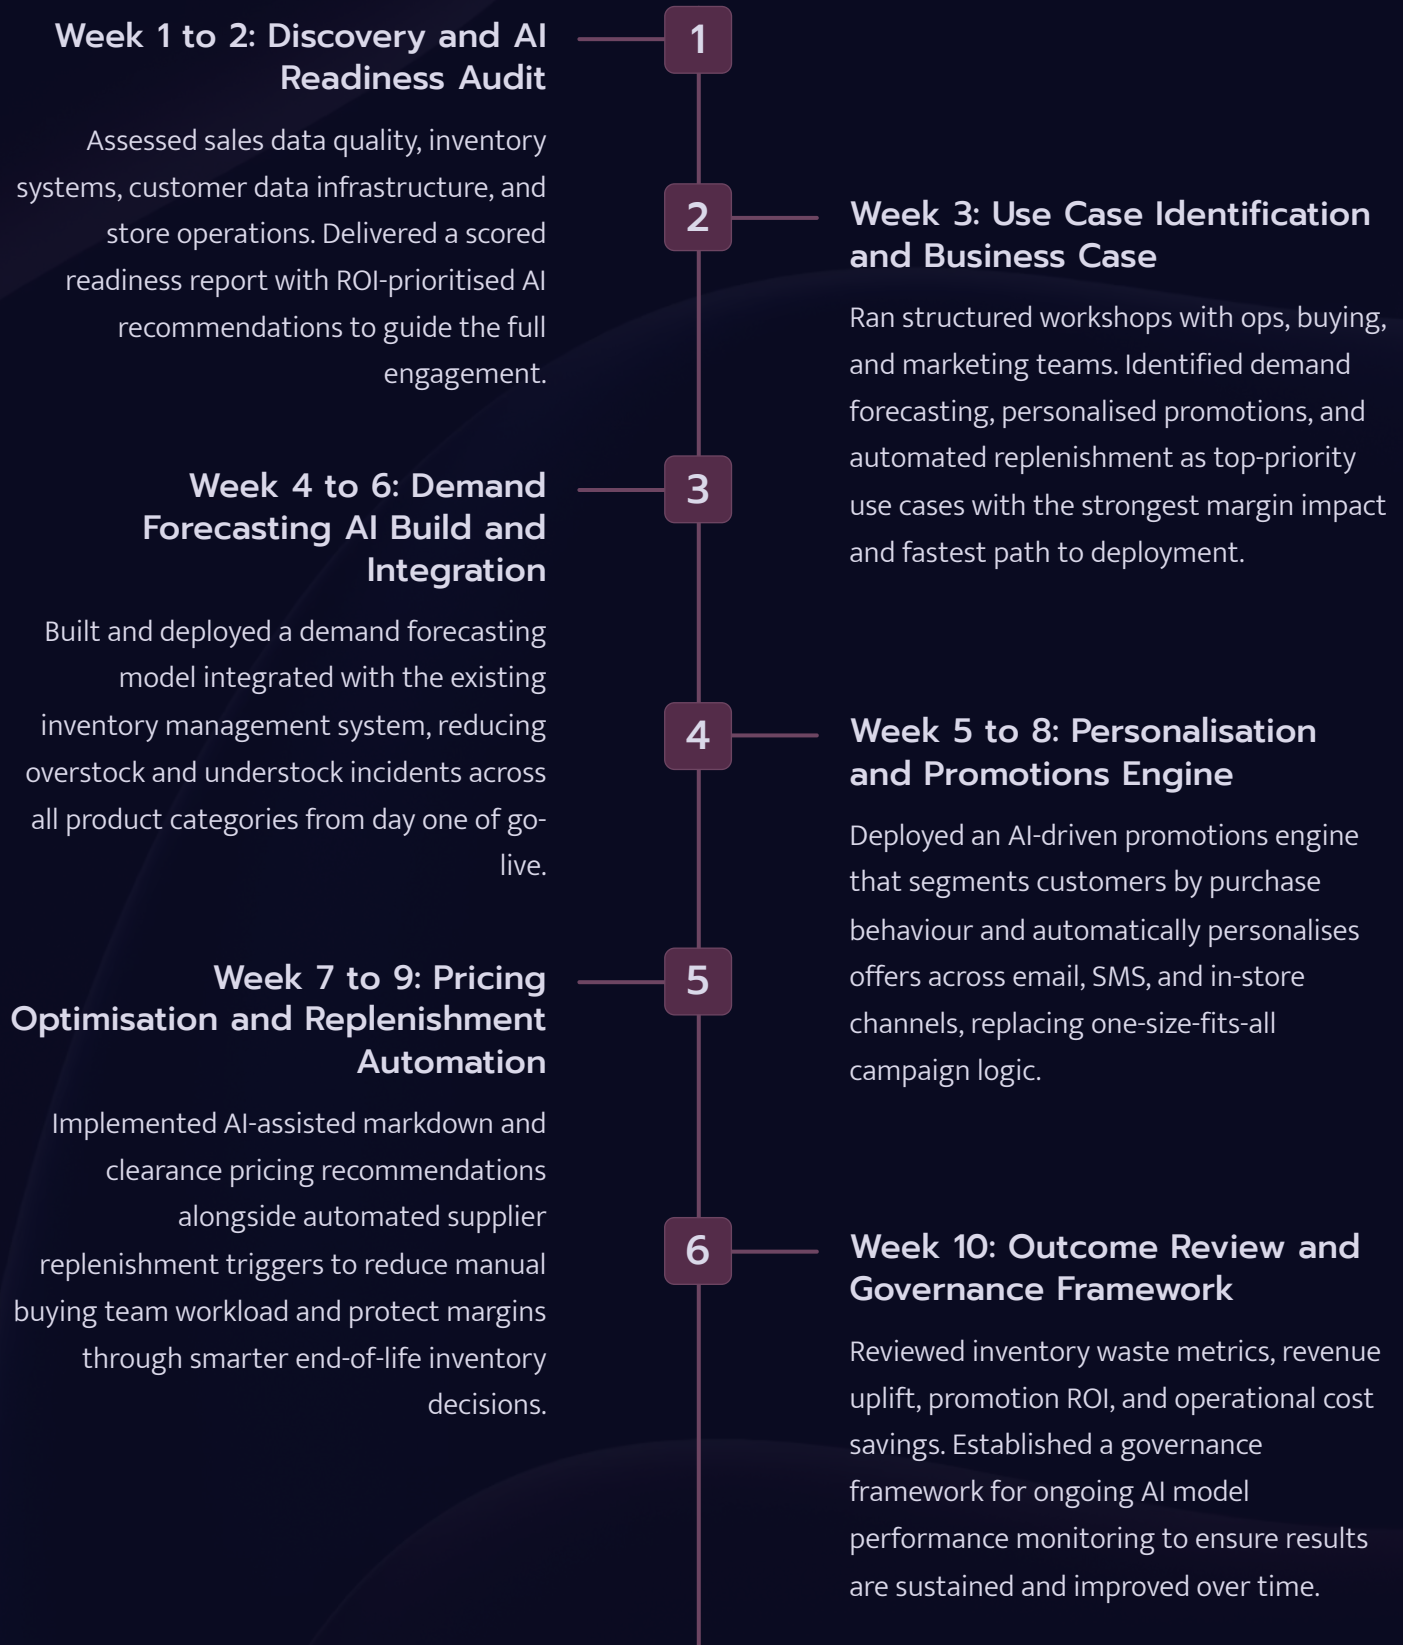 1
Week 1 to 2: Discovery and AI
Readiness Audit
Assessed sales data quality, inventory
systems, customer data infrastructure, and
store operations. Delivered a scored
readiness report with ROI-prioritised AI
recommendations to guide the full
engagement.
2
Week 3: Use Case Identification
and Business Case
Ran structured workshops with ops, buying,
and marketing teams. Identified demand
forecasting, personalised promotions, and
automated replenishment as top-priority
use cases with the strongest margin impact
and fastest path to deployment.
3
Week 4 to 6: Demand
Forecasting AI Build and
Integration
Built and deployed a demand forecasting
model integrated with the existing
inventory management system, reducing
overstock and understock incidents across
all product categories from day one of go-
live.
4
Week 5 to 8: Personalisation
and Promotions Engine
Deployed an AI-driven promotions engine
that segments customers by purchase
behaviour and automatically personalises
offers across email, SMS, and in-store
channels, replacing one-size-fits-all
campaign logic.
5
Week 7 to 9: Pricing
Optimisation and Replenishment
Automation
Implemented AI-assisted markdown and
clearance pricing recommendations
alongside automated supplier
replenishment triggers to reduce manual
buying team workload and protect margins
through smarter end-of-life inventory
decisions.
6
Week 10: Outcome Review and
Governance Framework
Reviewed inventory waste metrics, revenue
uplift, promotion ROI, and operational cost
savings. Established a governance
framework for ongoing AI model
performance monitoring to ensure results
are sustained and improved over time.